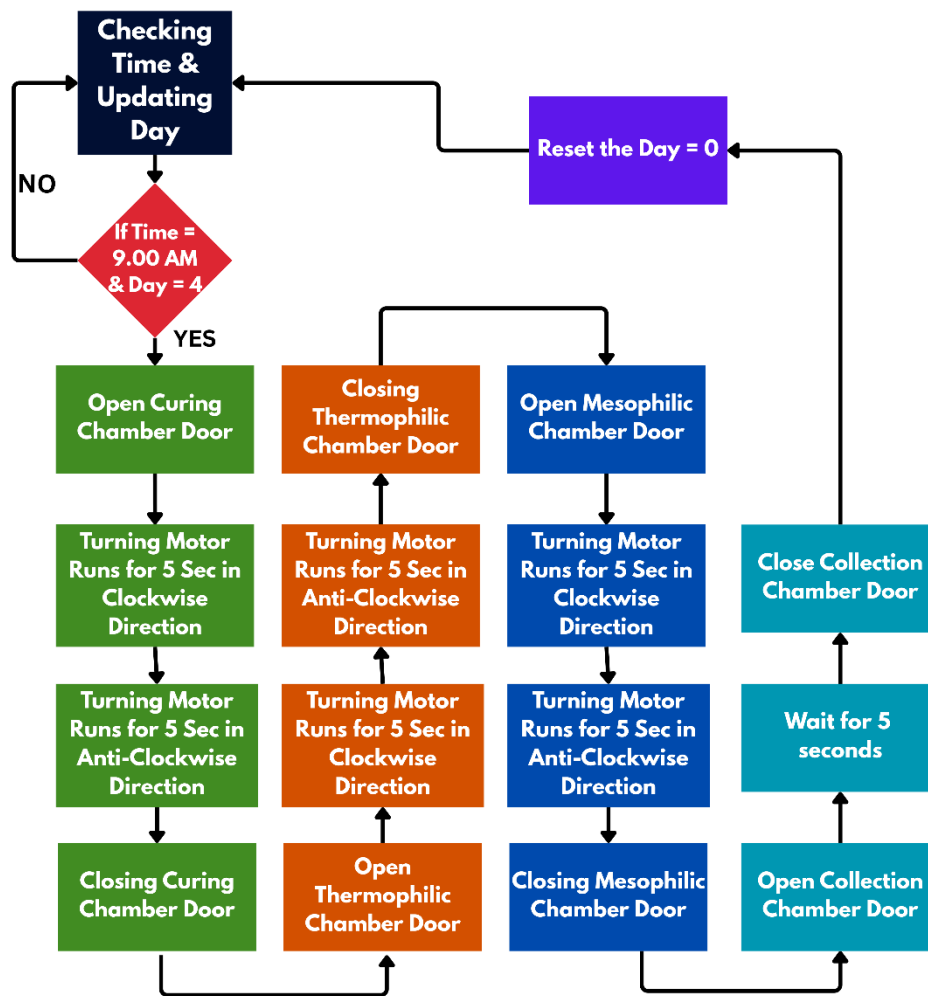 Checking
Time &
Updating
Day
NO
If Time =
9.00 AM
& Day = 4
YES
Open Curing
Chamber Door
Turning Motor
Runs for 5 Sec in
Clockwise
Direction
Turning Motor
Runs for 5 Sec in
Anti-Clockwise
Direction
Closing Curing
Chamber Door
Open
Thermophilic
Chamber Door
Turning Motor
Runs for 5 Sec in
Clockwise
Direction
Turning Motor
Runs for 5 Sec in
Anti-Clockwise
Direction
Closing
Thermophilic
Chamber Door
Open Mesophilic
Chamber Door
Turning Motor
Runs for 5 Sec in
Clockwise
Direction
Turning Motor
Runs for 5 Sec in
Anti-Clockwise
Direction
Closing Mesophilic
Chamber Door
Open Collection
Chamber Door
Wait for 5
seconds
Close Collection
Chamber Door
Reset the Day = 0